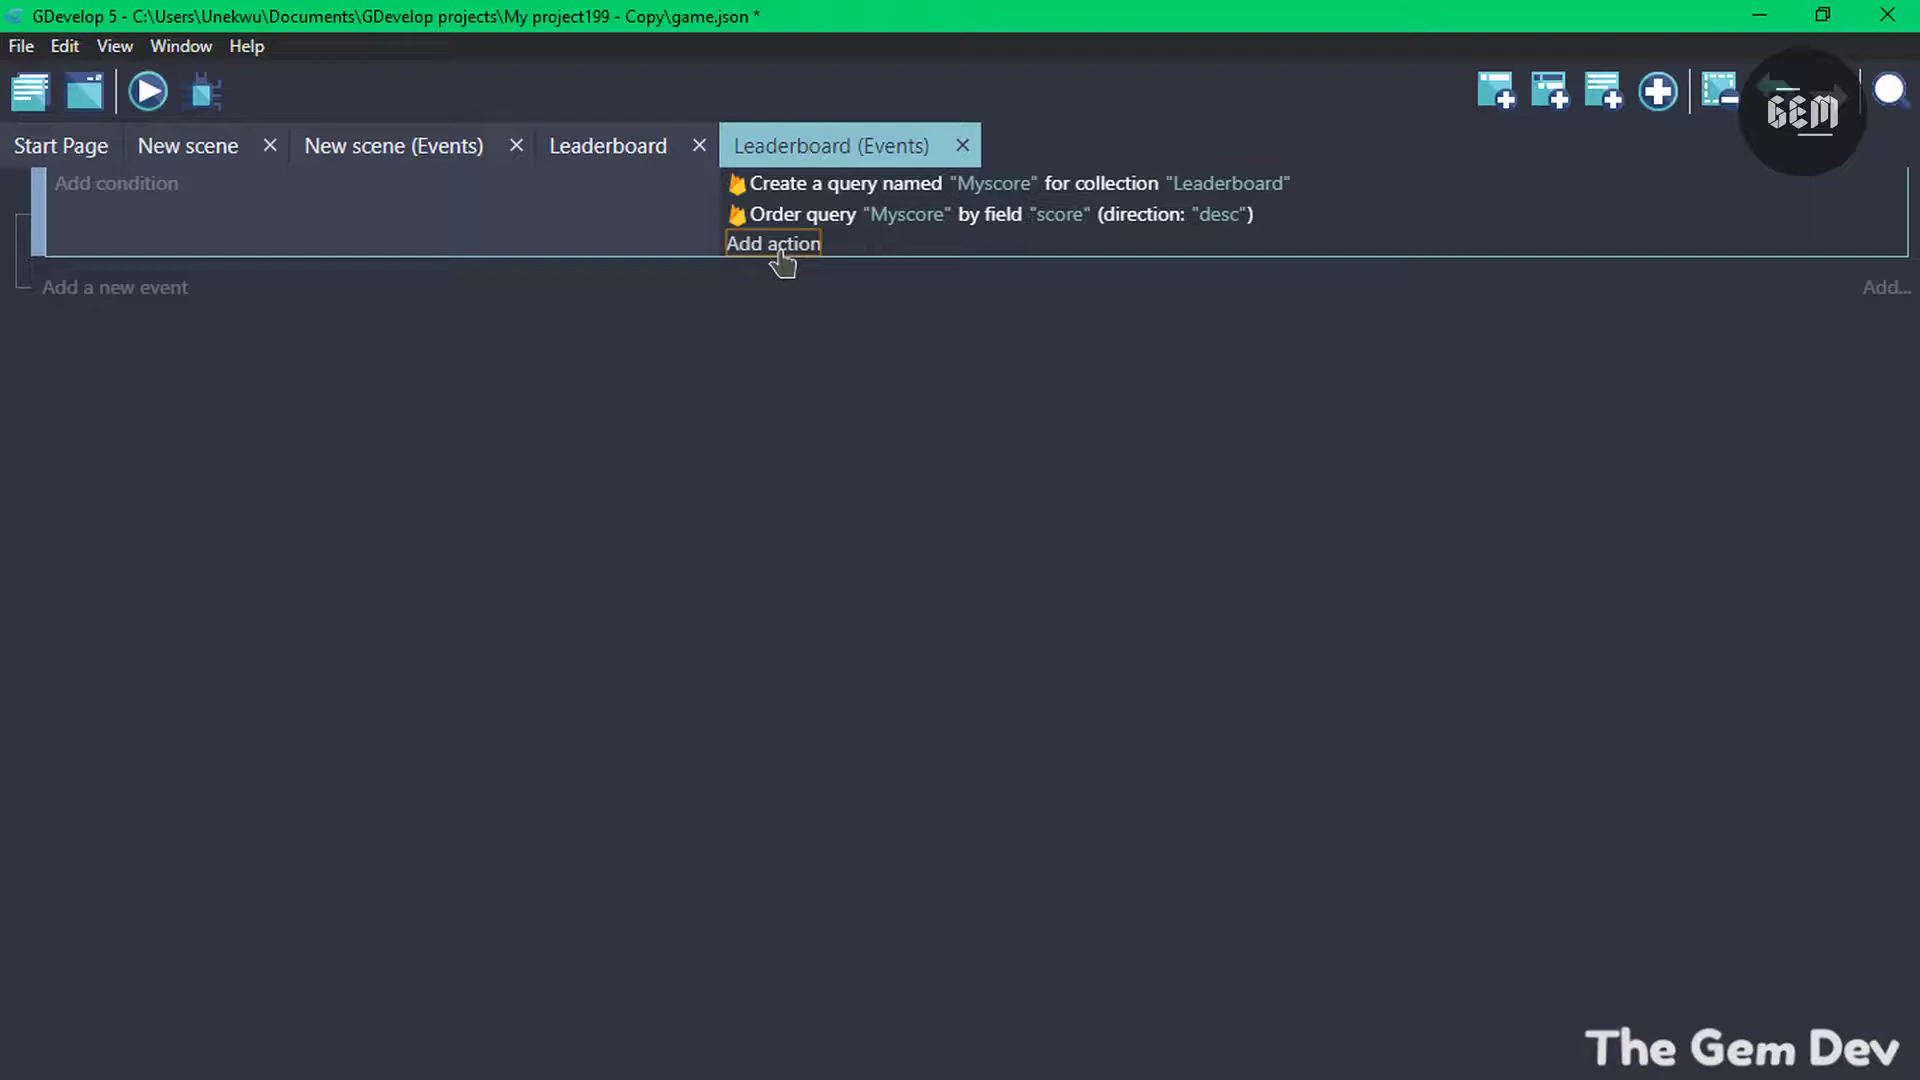 GDevelop 5 - C:\Users\Unekwu\Documents\GDevelop projects\My project199 - Copy\game.json *
File Edit View Window Help
GEM
Start Page New scene New scene (Events) Leaderboard Leaderboard (Events)
Add condition
Create a query named "Myscore" for collection "Leaderboard"
Order query "Myscore" by field "score" (direction: "desc")
Add action
Add a new event
Add...
The Gem Dev